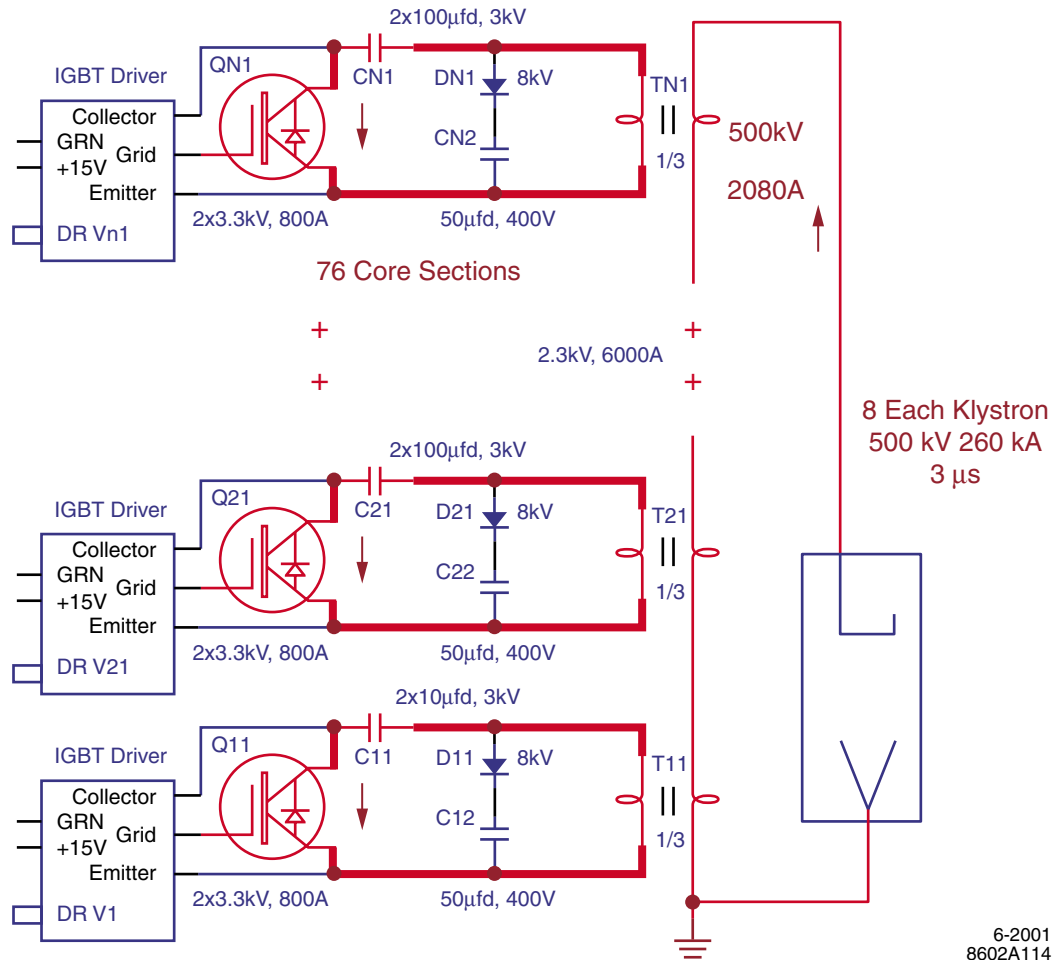 2x100μfd, 3kV
IGBT Driver
QN1
CN1
DN1
8kV
TN1
Collector
GRN
Grid
+15V
Emitter
CN2
500kV
1/3
2080A
DR Vn1
2x3.3kV, 800A
50μfd, 400V
76 Core Sections
+
+
2.3kV, 6000A
+
+
8 Each Klystron
500 kV 260 kA
3 μs
2x100μfd, 3kV
IGBT Driver
Q21
C21
D21
8kV
T21
Collector
GRN
Grid
+15V
Emitter
C22
1/3
DR V21
2x3.3kV, 800A
50μfd, 400V
2x10μfd, 3kV
IGBT Driver
Q11
C11
D11
8kV
T11
Collector
GRN
Grid
+15V
Emitter
C12
1/3
DR V1
2x3.3kV, 800A
50μfd, 400V
6-2001
8602A114